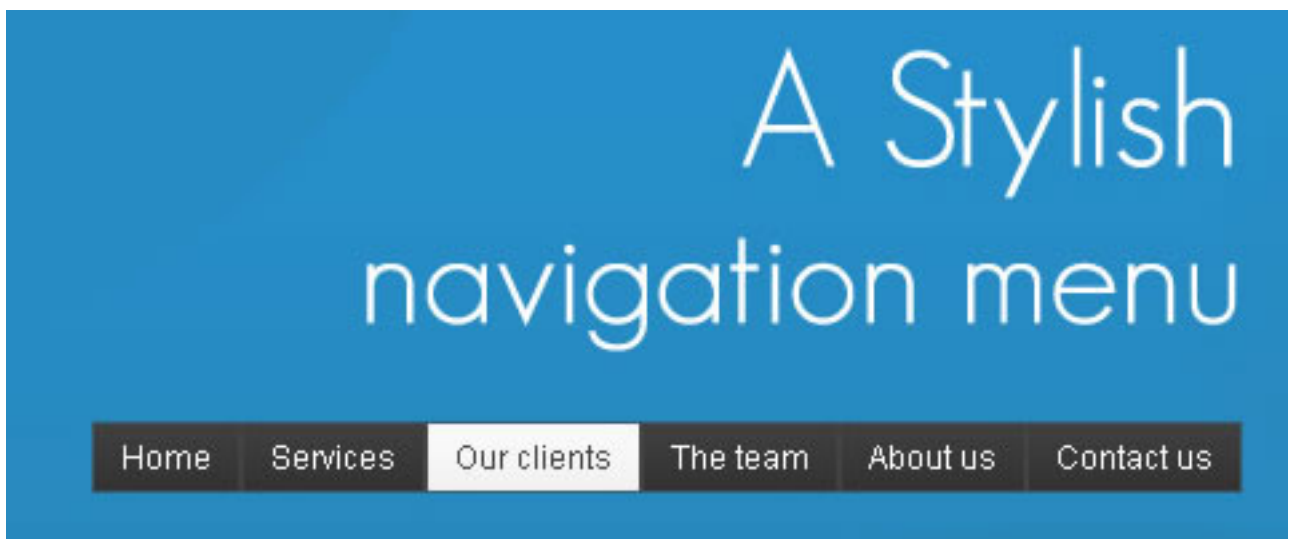 A Stylish
navigation menu
Home Services Our clients The team About us Contact us